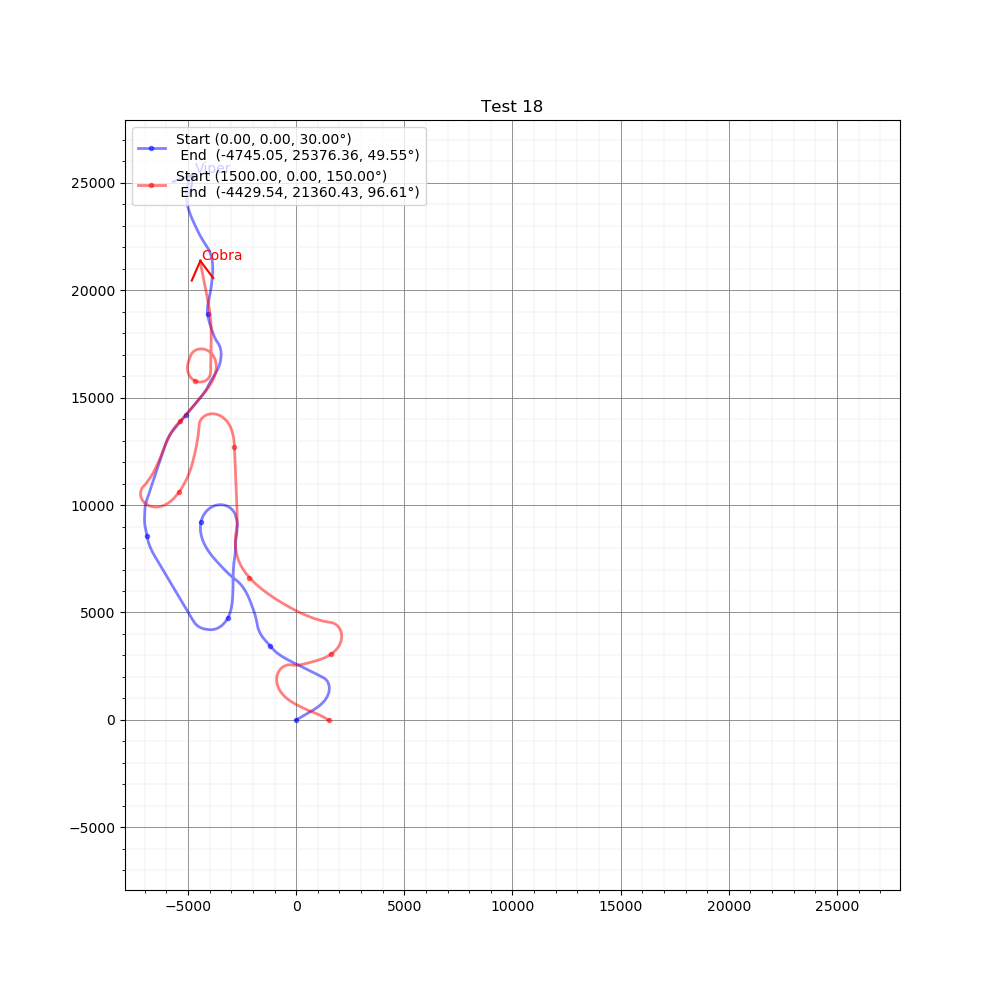 Test 18
Start (0.00, 0.00, 30.00°)
End (-4745.05, 25376.36, 49.55°)
Viper
Start (1500.00, 0.00, 150.00°)
End (-4429.54, 21360.43, 96.61°)
Cobra
25000
20000
15000
10000
5000
0
−5000
−5000 0 5000 10000 15000 20000 25000